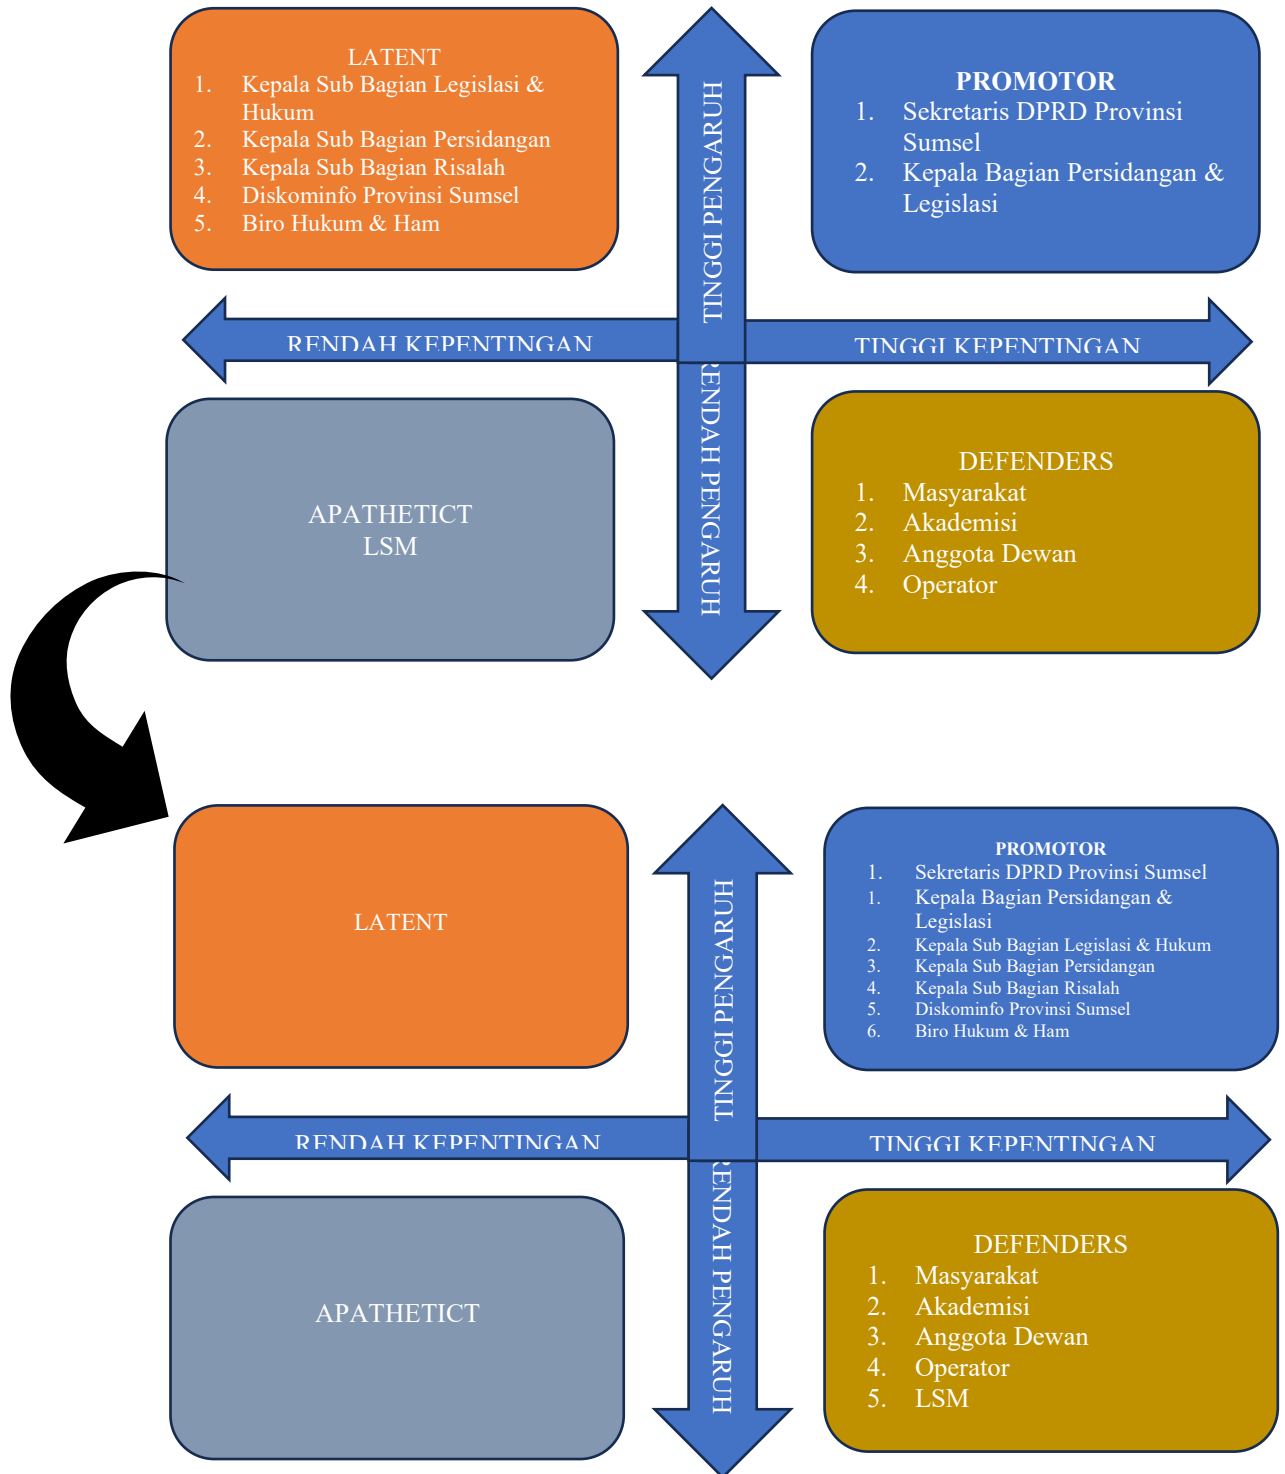 LATENT
1. Kepala Sub Bagian Legislasi &
Hukum
2. Kepala Sub Bagian Persidangan
3. Kepala Sub Bagian Risalah
4. Diskominfo Provinsi Sumsel
5. Biro Hukum & Ham
TINGGI PENGARUH
PROMOTOR
1. Sekretaris DPRD Provinsi
Sumsel
2. Kepala Bagian Persidangan &
Legislasi
RENDAH KEPENTINGAN
TINGGI KEPENTINGAN
APATHETICT
LSM
RENDAH PENGARUH
DEFENDERS
1. Masyarakat
2. Akademisi
3. Anggota Dewan
4. Operator
LATENT
TINGGI PENGARUH
PROMOTOR
1. Sekretaris DPRD Provinsi Sumsel
1. Kepala Bagian Persidangan &
Legislasi
2. Kepala Sub Bagian Legislasi & Hukum
3. Kepala Sub Bagian Persidangan
4. Kepala Sub Bagian Risalah
5. Diskominfo Provinsi Sumsel
6. Biro Hukum & Ham
RENDAH KEPENTINGAN
TINGGI KEPENTINGAN
APATHETICT
RENDAH PENGARUH
DEFENDERS
1. Masyarakat
2. Akademisi
3. Anggota Dewan
4. Operator
5. LSM